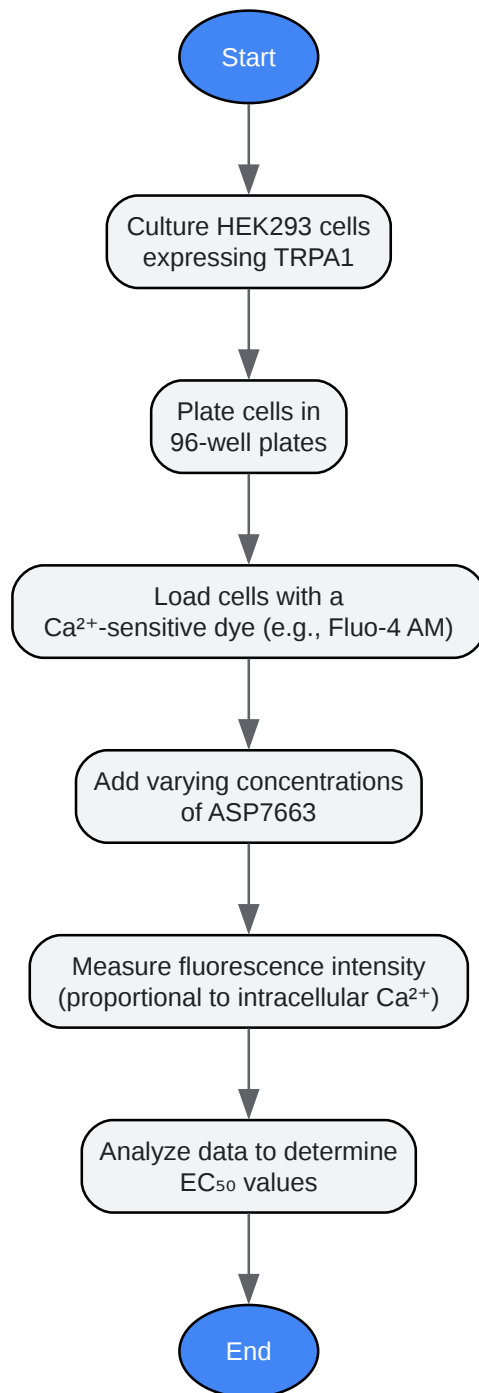 Start
Culture HEK293 cells
expressing TRPA1
Plate cells in
96-well plates
Load cells with a
Ca²⁺-sensitive dye (e.g., Fluo-4 AM)
Add varying concentrations
of ASP7663
Measure fluorescence intensity
(proportional to intracellular Ca²⁺)
Analyze data to determine
EC₅₀ values
End